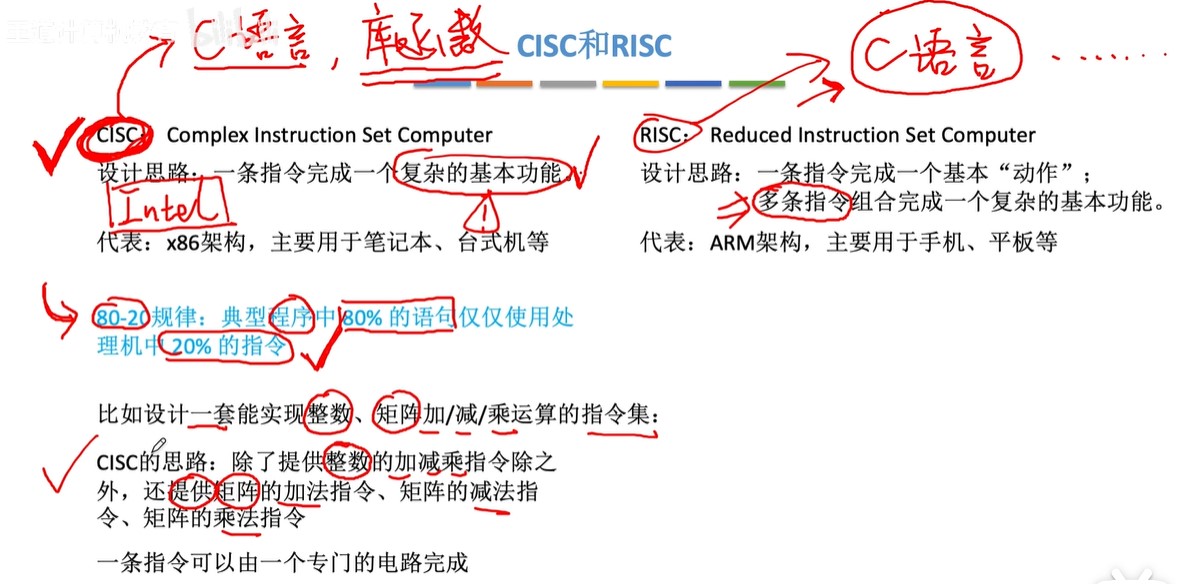 C语言，库函数
CISC和RISC
C语言 . . . . . . .
CISC： Complex Instruction Set Computer
设计思路：一条指令完成一个复杂的基本功能。
Intel
!
代表：x86架构，主要用于笔记本、台式机等
RISC： Reduced Instruction Set Computer
设计思路：一条指令完成一个基本“动作”；
多条指令组合完成一个复杂的基本功能。
代表：ARM架构，主要用于手机、平板等
80-20规律：典型程序中 80% 的语句仅仅使用处
理机中 20% 的指令
比如设计一套能实现整数、矩阵加/减/乘运算的指令集：
CISC的思路：除了提供整数的加减乘指令除之
外，还提供矩阵的加法指令、矩阵的减法指
令、矩阵的乘法指令
一条指令可以由一个专门的电路完成